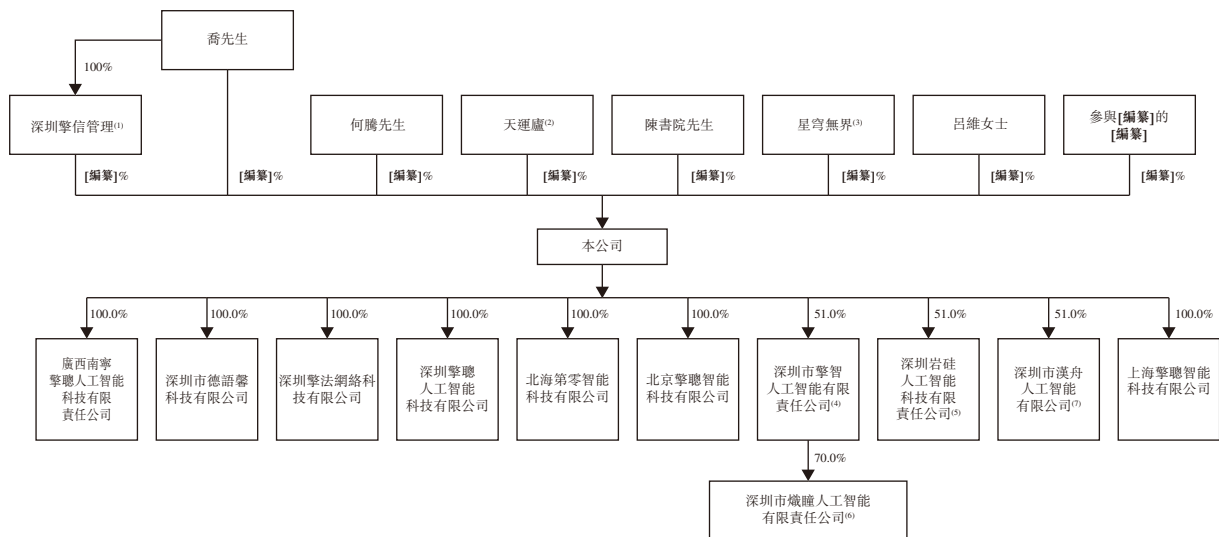 喬先生
100%
深圳擎信管理(1)
何騰先生
天運廬(2)
陳書院先生
星穹無界(3)
呂維女士
參與[編纂]的
[編纂]
[編纂]%
[編纂]%
[編纂]%
[編纂]%
[編纂]%
[編纂]%
[編纂]%
[編纂]%
本公司
100.0%
100.0%
100.0%
100.0%
100.0%
100.0%
51.0%
51.0%
51.0%
100.0%
廣西南寧
擎聰人工智能
科技有限
責任公司
深圳市德語馨
科技有限公司
深圳擎法網絡科
技有限公司
深圳擎聰
人工智能
科技有限公司
北海第零智能
科技有限公司
北京擎聰智能
科技有限公司
深圳市擎智
人工智能有限
責任公司(4)
深圳岩硅
人工智能
科技有限
責任公司(5)
深圳市漢舟
人工智能
有限公司(7)
上海擎聰智能
科技有限公司
70.0%
深圳市熾瞳人工智能
有限責任公司(6)